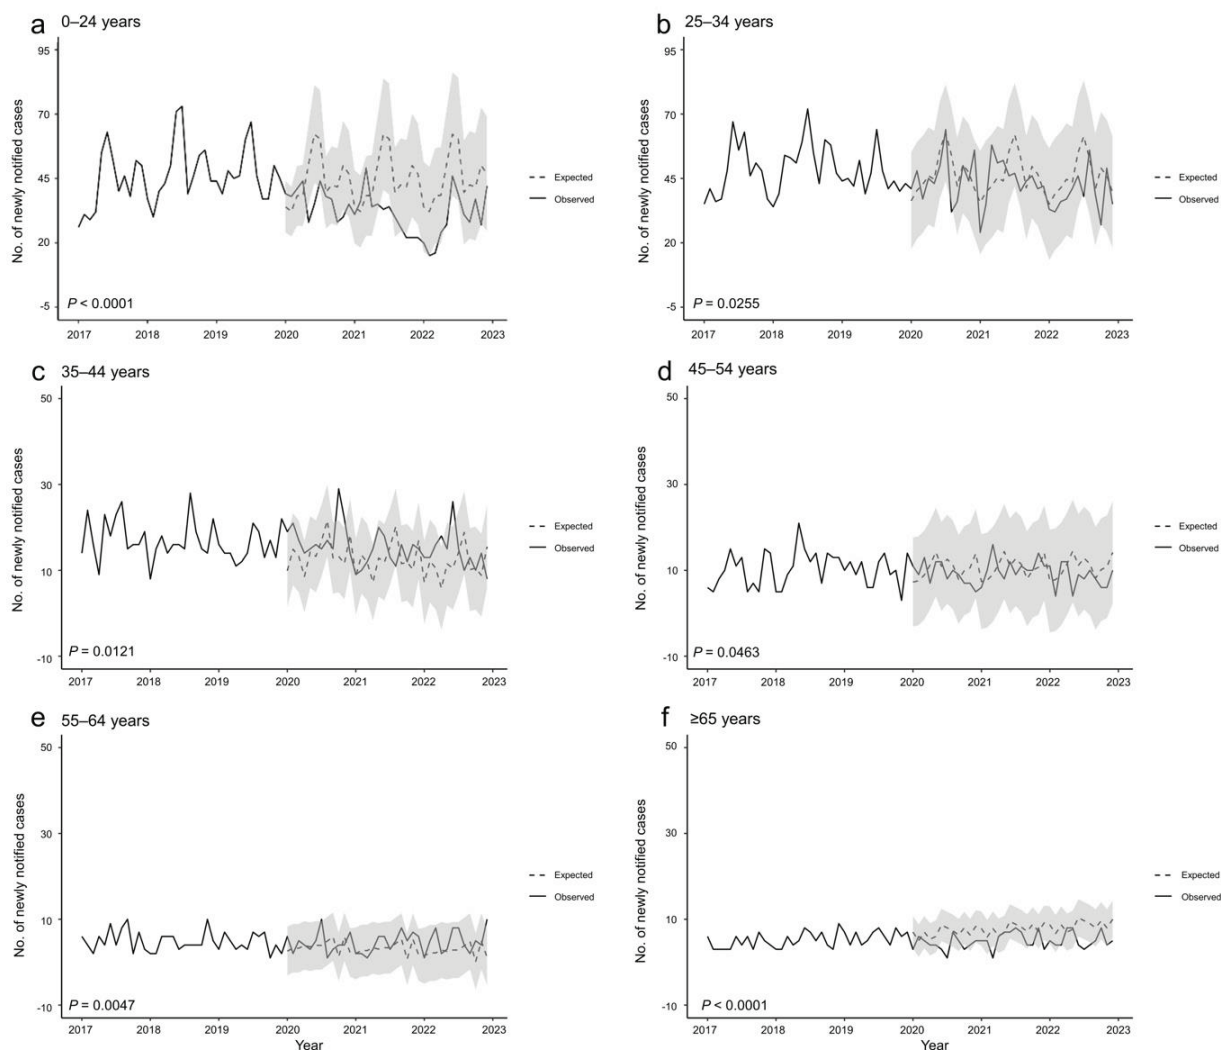 a 0–24 years
95
70
45
20
-5
No. of newly notified cases
Expected
Observed
P < 0.0001
2017 2018 2019 2020 2021 2022 2023
b 25–34 years
95
70
45
20
-5
No. of newly notified cases
Expected
Observed
P = 0.0255
2017 2018 2019 2020 2021 2022 2023
c 35–44 years
50
30
10
-10
No. of newly notified cases
Expected
Observed
P = 0.0121
2017 2018 2019 2020 2021 2022 2023
d 45–54 years
50
30
10
-10
No. of newly notified cases
Expected
Observed
P = 0.0463
2017 2018 2019 2020 2021 2022 2023
e 55–64 years
50
30
10
-10
No. of newly notified cases
Expected
Observed
P = 0.0047
2017 2018 2019 2020 2021 2022 2023
Year
f ≥65 years
50
30
10
-10
No. of newly notified cases
Expected
Observed
P < 0.0001
2017 2018 2019 2020 2021 2022 2023
Year